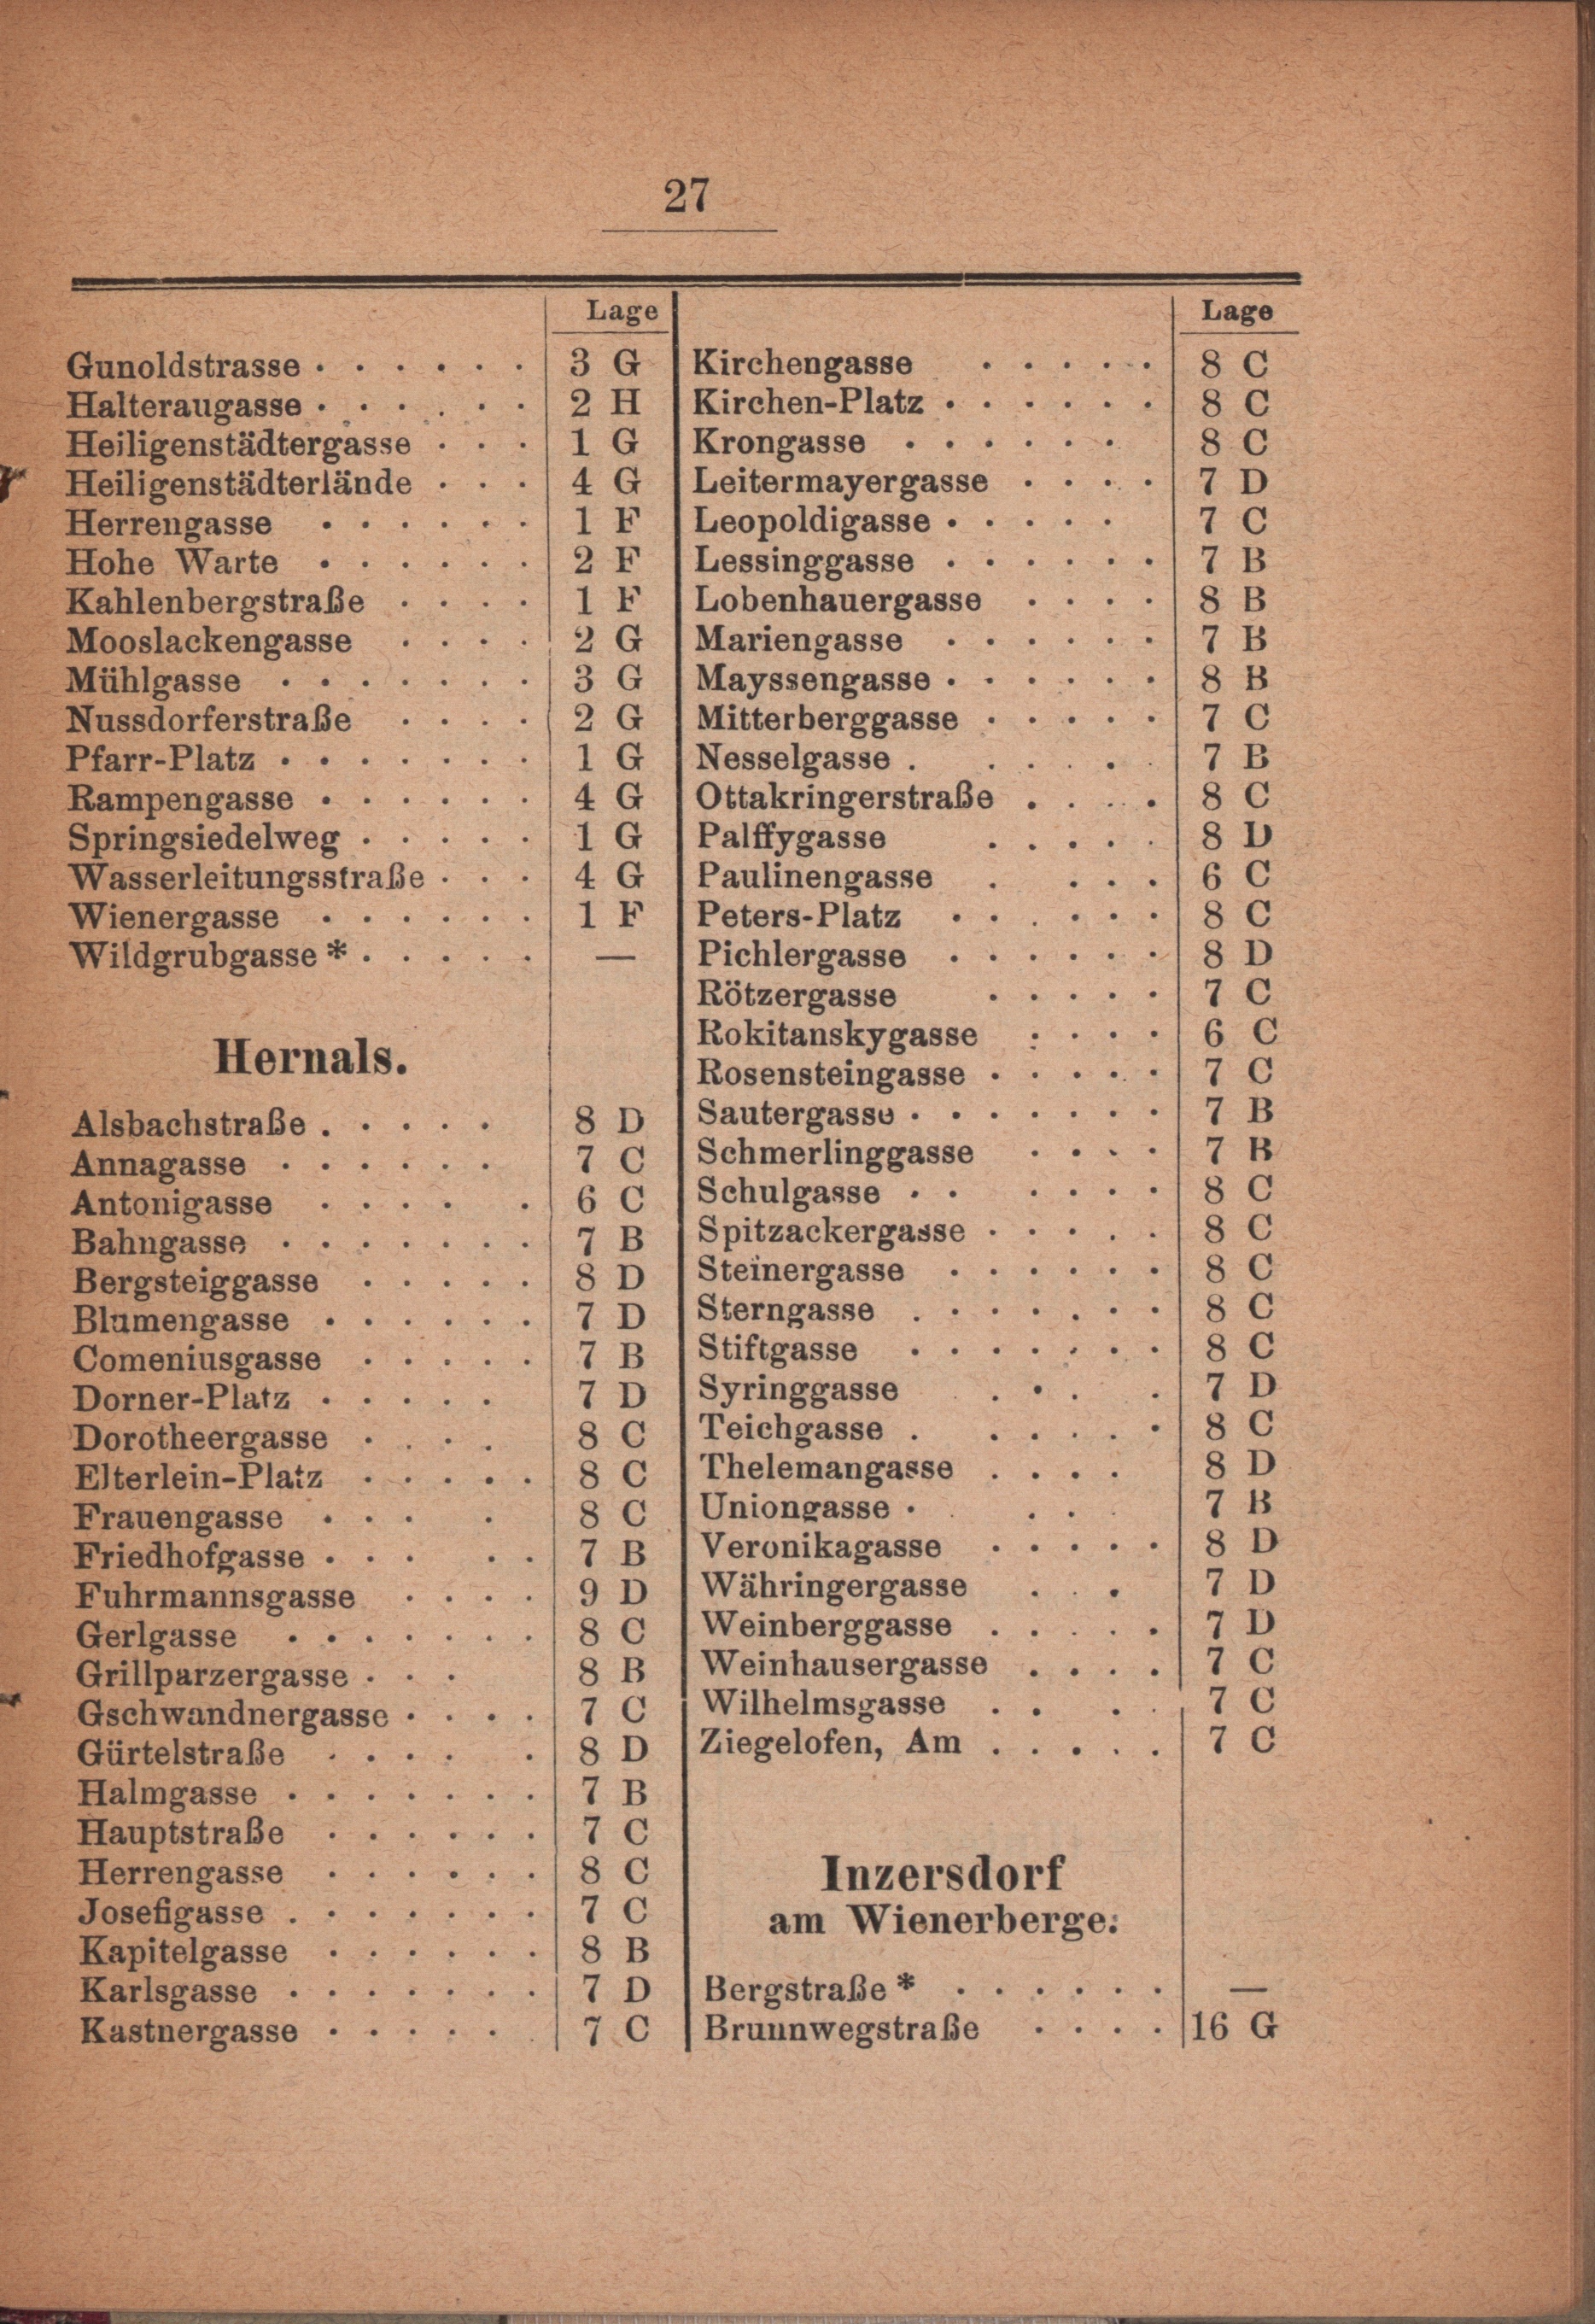 27
Lage
Gunoldstrasse . . . . . . 3 G
Halteraugasse . . . . . . 2 H
Heiligenstädtergasse . . . 1 G
Heiligenstädterlände . . . 4 G
Herrengasse . . . . . . 1 F
Hohe Warte . . . . . . 2 F
Kahlenbergstraße . . . . 1 F
Mooslackengasse . . . . 2 G
Mühlgasse . . . . . . . 3 G
Nussdorferstraße . . . . 2 G
Pfarr-Platz . . . . . . . 1 G
Rampengasse . . . . . . 4 G
Springsiedelweg . . . . . 1 G
Wasserleitungsstraße . . . 4 G
Wienergasse . . . . . . 1 F
Wildgrubgasse * . . . . . —
Hernals.
Alsbachstraße . . . . . 8 D
Annagasse . . . . . . 7 C
Antonigasse . . . . . 6 C
Bahngasse . . . . . . . 7 B
Bergsteiggasse . . . . . 8 D
Blumengasse . . . . . . 7 D
Comeniusgasse . . . . . 7 B
Dorner-Platz . . . . . 7 D
Dorotheergasse . . . . 8 C
Elterlein-Platz . . . . . 8 C
Frauengasse . . . . 8 C
Friedhofgasse . . . . . 7 B
Fuhrmannsgasse . . . . 9 D
Gerlgasse . . . . . . . 8 C
Grillparzergasse . . . 8 B
Gschwandnergasse . . . . 7 C
Gürtelstraße . . . . . 8 D
Halmgasse . . . . . . . 7 B
Hauptstraße . . . . . . 7 C
Herrengasse . . . . . . 8 C
Josefigasse . . . . . . . 7 C
Kapitelgasse . . . . . . 8 B
Karlsgasse . . . . . . . 7 D
Kastnergasse . . . . . . 7 C
Lage
Kirchengasse . . . . . 8 C
Kirchen-Platz . . . . . . 8 C
Krongasse . . . . . . 8 C
Leitermayergasse . . . . 7 D
Leopoldigasse . . . . . 7 C
Lessinggasse . . . . . . 7 B
Lobenhauergasse . . . . 8 B
Mariengasse . . . . . . 7 B
Mayssengasse . . . . . . 8 B
Mitterberggasse . . . . . 7 C
Nesselgasse . . . . . . 7 B
Ottakringerstraße . . . . 8 C
Palffygasse . . . . . 8 D
Paulinengasse . . . . 6 C
Peters-Platz . . . . . . 8 C
Pichlergasse . . . . . . 8 D
Rötzergasse . . . . . 7 C
Rokitanskygasse . . . . 6 C
Rosensteingasse . . . . . 7 C
Sautergasse . . . . . . . 7 B
Schmerlinggasse . . . . 7 B
Schulgasse . . . . . . 8 C
Spitzackergasse . . . . . 8 C
Steinergasse . . . . . . 8 C
Sterngasse . . . . . . . 8 C
Stiftgasse . . . . . . . 8 C
Syringgasse . . . . 7 D
Teichgasse . . . . . . 8 C
Thelemangasse . . . . 8 D
Uniongasse . . . . 7 B
Veronikagasse . . . . . 8 D
Währingergasse . . . 7 D
Weinberggasse . . . . . 7 D
Weinhausergasse . . . . 7 C
Wilhelmsgasse . . . . 7 C
Ziegelofen, Am . . . . . 7 C
Inzersdorf
am Wienerberge.
Bergstraße * . . . . . . —
Brunnwegstraße . . . . 16 G